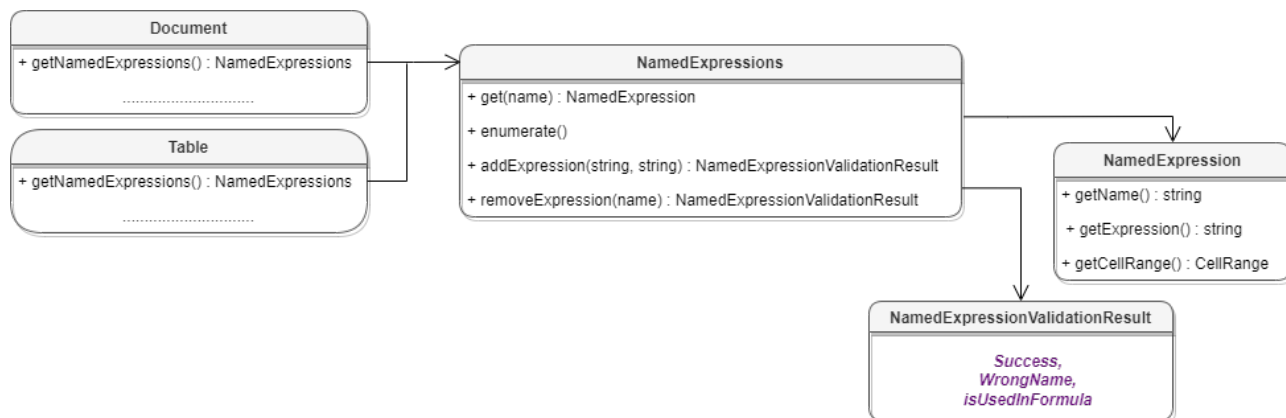 Document
+ getNamedExpressions() : NamedExpressions
..............................
Table
+ getNamedExpressions() : NamedExpressions
..............................
NamedExpressions
+ get(name) : NamedExpression
+ enumerate()
+ addExpression(string, string) : NamedExpressionValidationResult
+ removeExpression(name) : NamedExpressionValidationResult
NamedExpression
+ getName() : string
+ getExpression() : string
+ getCellRange() : CellRange
NamedExpressionValidationResult
Success,
WrongName,
isUsedInFormula